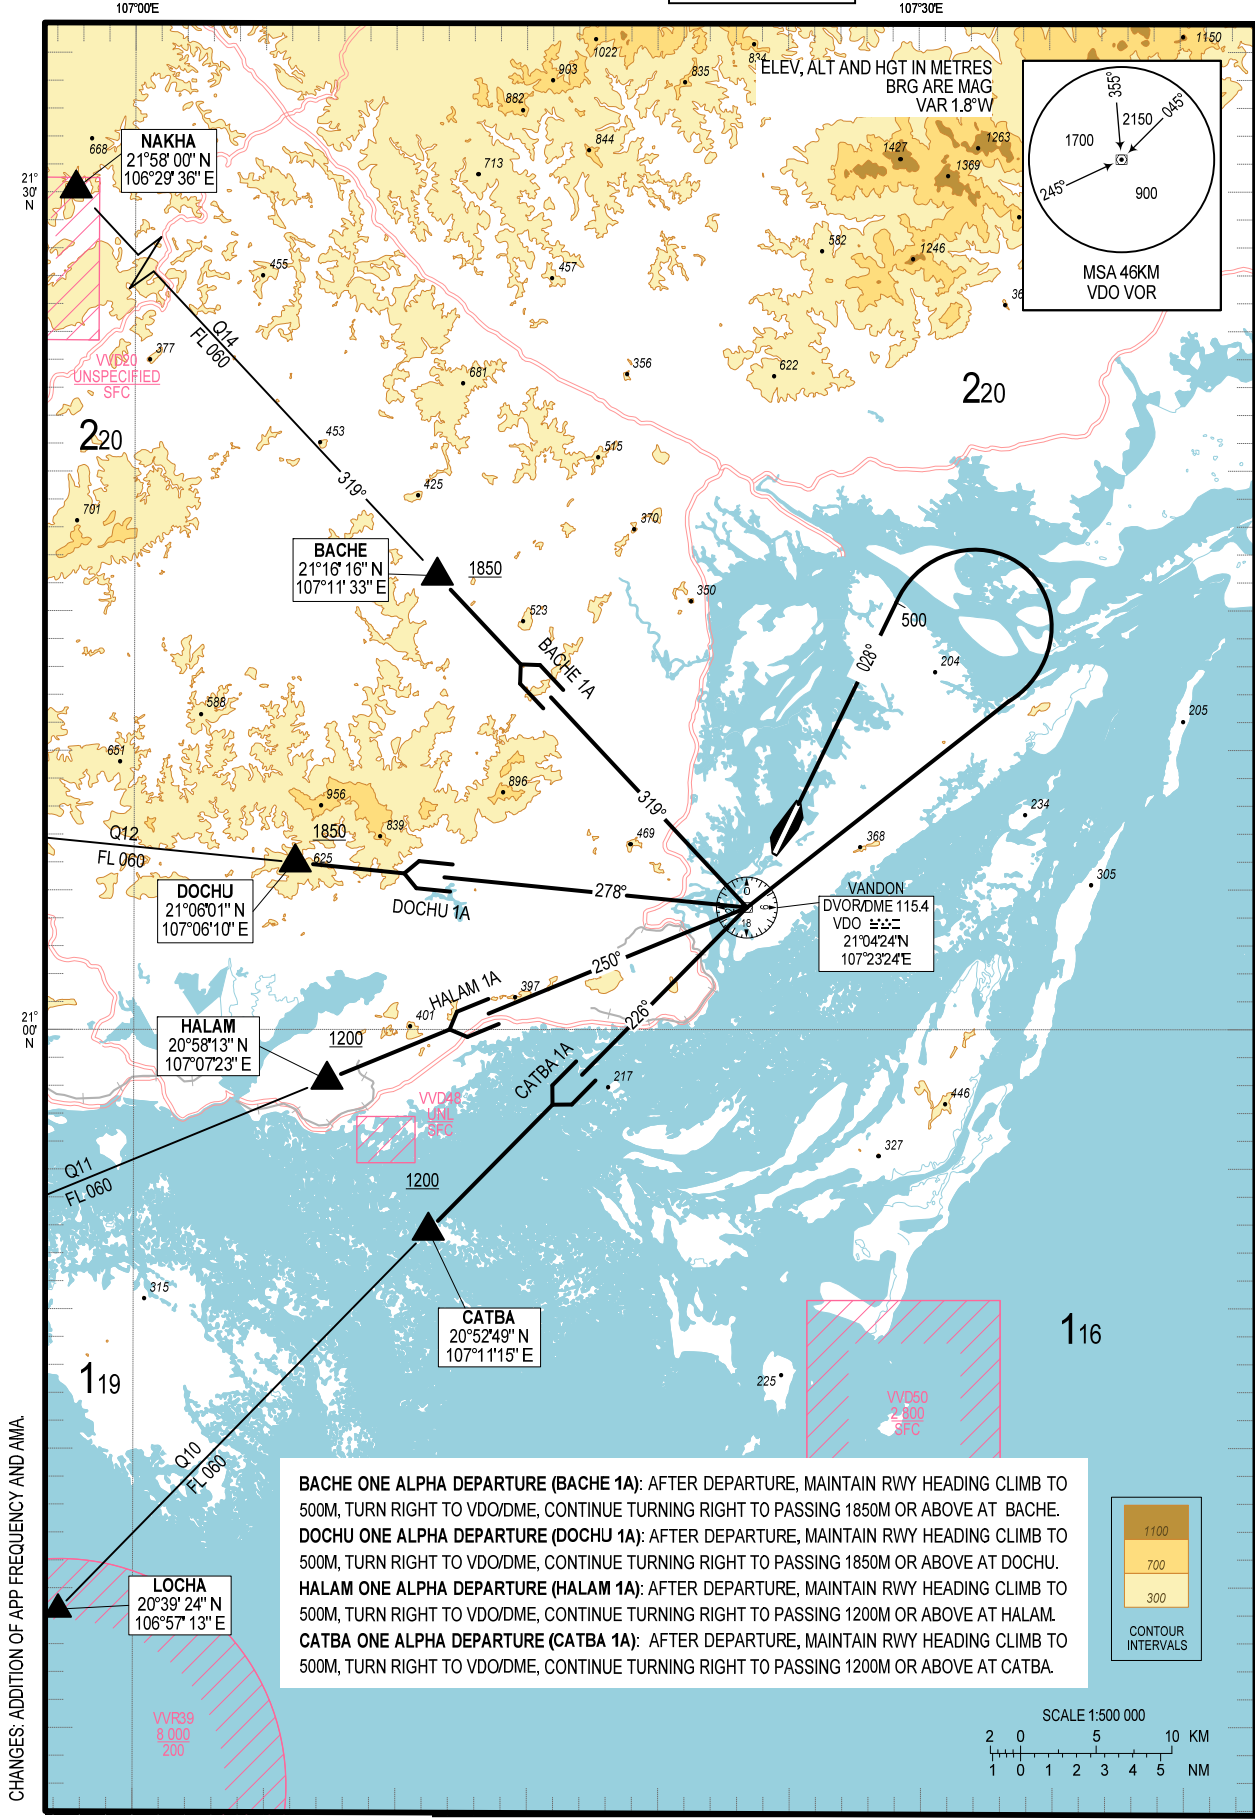 107°00'E
107°30'E
ELEV, ALT AND HGT IN METRES
BRG ARE MAG
VAR 1.8°W
355°
045°
245°
2150
1700
900
MSA 46KM
VDO VOR
1022
903
882
835
834
1150
844
713
1427
1263
1369
1246
582
668
NAKHA
21°58' 00" N
106°29' 36" E
21°
30'
N
455
457
Q14
FL 060
377
VVD20
UNSPECIFIED
SFC
356
681
622
220
220
453
319°
515
425
701
370
BACHE
21°16' 16" N
107°11' 33" E
1850
350
523
500
BACHE 1A
028°
204
588
205
651
319°
956
896
234
839
1850
469
368
625
Q12
FL 060
278°
305
DOCHU
21°06'01" N
107°06'10" E
DOCHU 1A
0
9
18
VANDON
DVOR/DME 115.4
VDO
21°04'24"N
107°23'24"E
250°
HALAM 1A
397
401
226°
21°
00'
N
HALAM
20°58'13" N
107°07'23" E
1200
CATBA 1A
217
VVD48
UNL
SFC
446
327
Q11
FL 060
1200
315
CATBA
20°52'49" N
107°11'15" E
116
119
225
VVD50
2 800
SFC
Q10
FL 060
BACHE ONE ALPHA DEPARTURE (BACHE 1A): AFTER DEPARTURE, MAINTAIN RWY HEADING CLIMB TO
500M, TURN RIGHT TO VDO/DME, CONTINUE TURNING RIGHT TO PASSING 1850M OR ABOVE AT BACHE.
DOCHU ONE ALPHA DEPARTURE (DOCHU 1A): AFTER DEPARTURE, MAINTAIN RWY HEADING CLIMB TO
500M, TURN RIGHT TO VDO/DME, CONTINUE TURNING RIGHT TO PASSING 1850M OR ABOVE AT DOCHU.
HALAM ONE ALPHA DEPARTURE (HALAM 1A): AFTER DEPARTURE, MAINTAIN RWY HEADING CLIMB TO
500M, TURN RIGHT TO VDO/DME, CONTINUE TURNING RIGHT TO PASSING 1200M OR ABOVE AT HALAM.
CATBA ONE ALPHA DEPARTURE (CATBA 1A): AFTER DEPARTURE, MAINTAIN RWY HEADING CLIMB TO
500M, TURN RIGHT TO VDO/DME, CONTINUE TURNING RIGHT TO PASSING 1200M OR ABOVE AT CATBA.
1100
700
300
CONTOUR
INTERVALS
LOCHA
20°39' 24" N
106°57' 13" E
VVR39
8 000
200
SCALE 1:500 000
2 0 5 10 KM
1 0 1 2 3 4 5 NM
CHANGES: ADDITION OF APP FREQUENCY AND AMA.